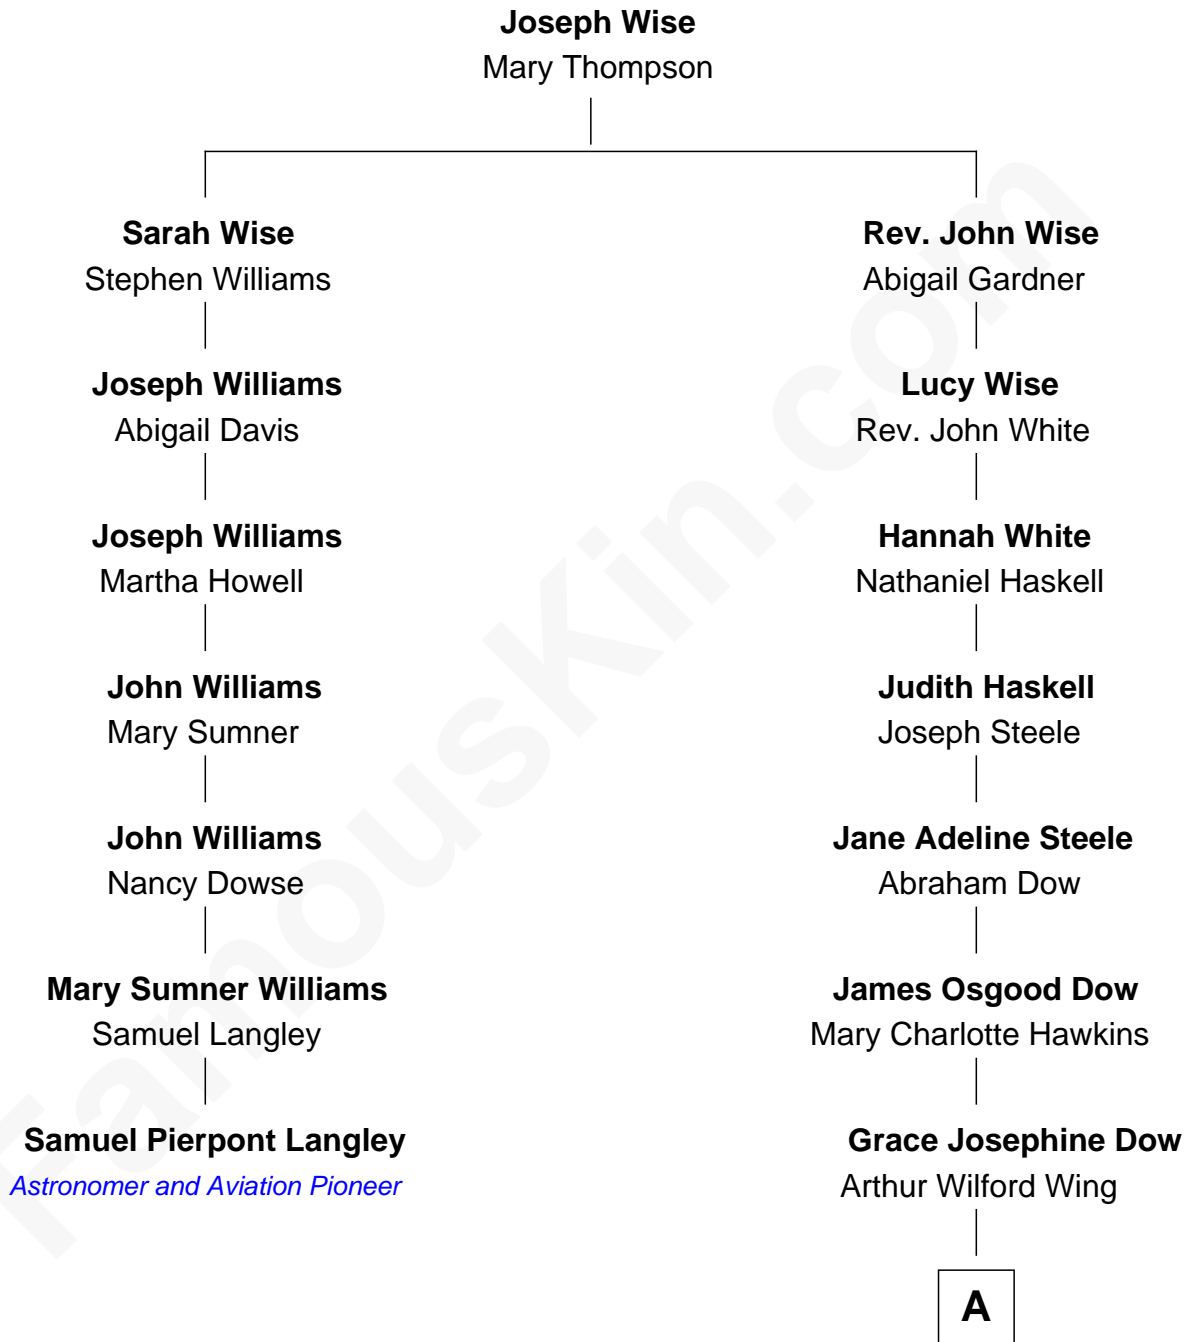 Joseph Wise
Mary Thompson
Sarah Wise
Stephen Williams
Joseph Williams
Abigail Davis
Joseph Williams
Martha Howell
John Williams
Mary Sumner
John Williams
Nancy Dowse
Mary Sumner Williams
Samuel Langley
Samuel Pierpont Langley
Astronomer and Aviation Pioneer
Rev. John Wise
Abigail Gardner
Lucy Wise
Rev. John White
Hannah White
Nathaniel Haskell
Judith Haskell
Joseph Steele
Jane Adeline Steele
Abraham Dow
James Osgood Dow
Mary Charlotte Hawkins
Grace Josephine Dow
Arthur Wilford Wing
A
FamousKin.com